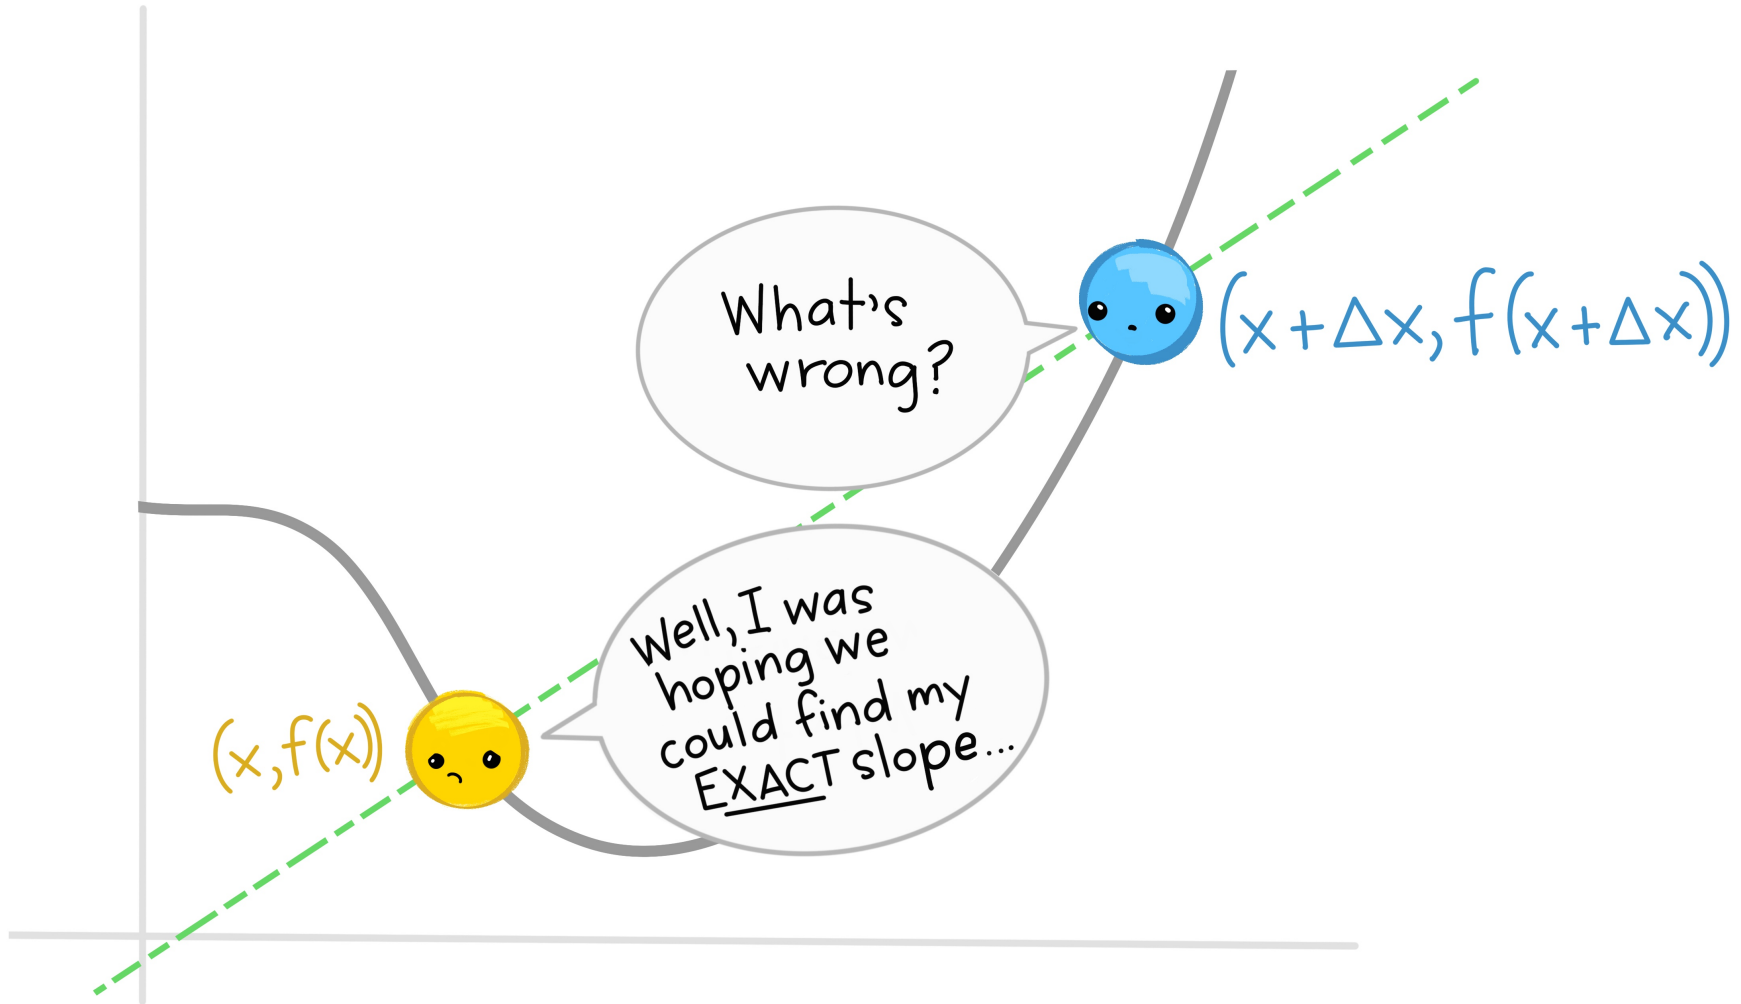 What's
wrong?
(x+Δx, f(x+Δx))
Well, I was
hoping we
could find my
EXACT slope...
(x, f(x))